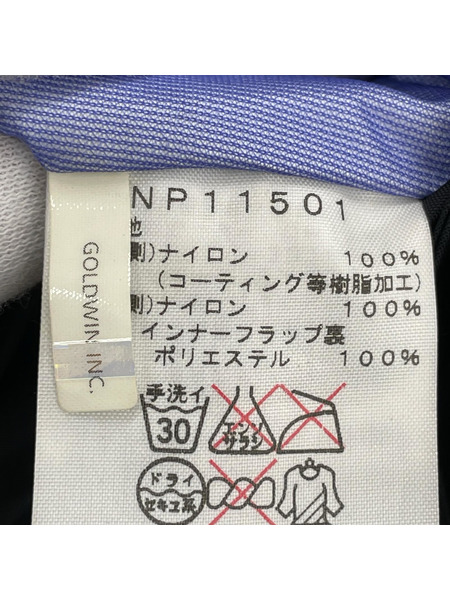 NP11501
地
側)ナイロン 100%
(コーティング等樹脂加工)
側)ナイロン 100%
インナーフラップ裏
ポリエステル 100%
GOLDWIN INC.
手洗イ
30
エンソ
サラシ
ドライ
セキユ系